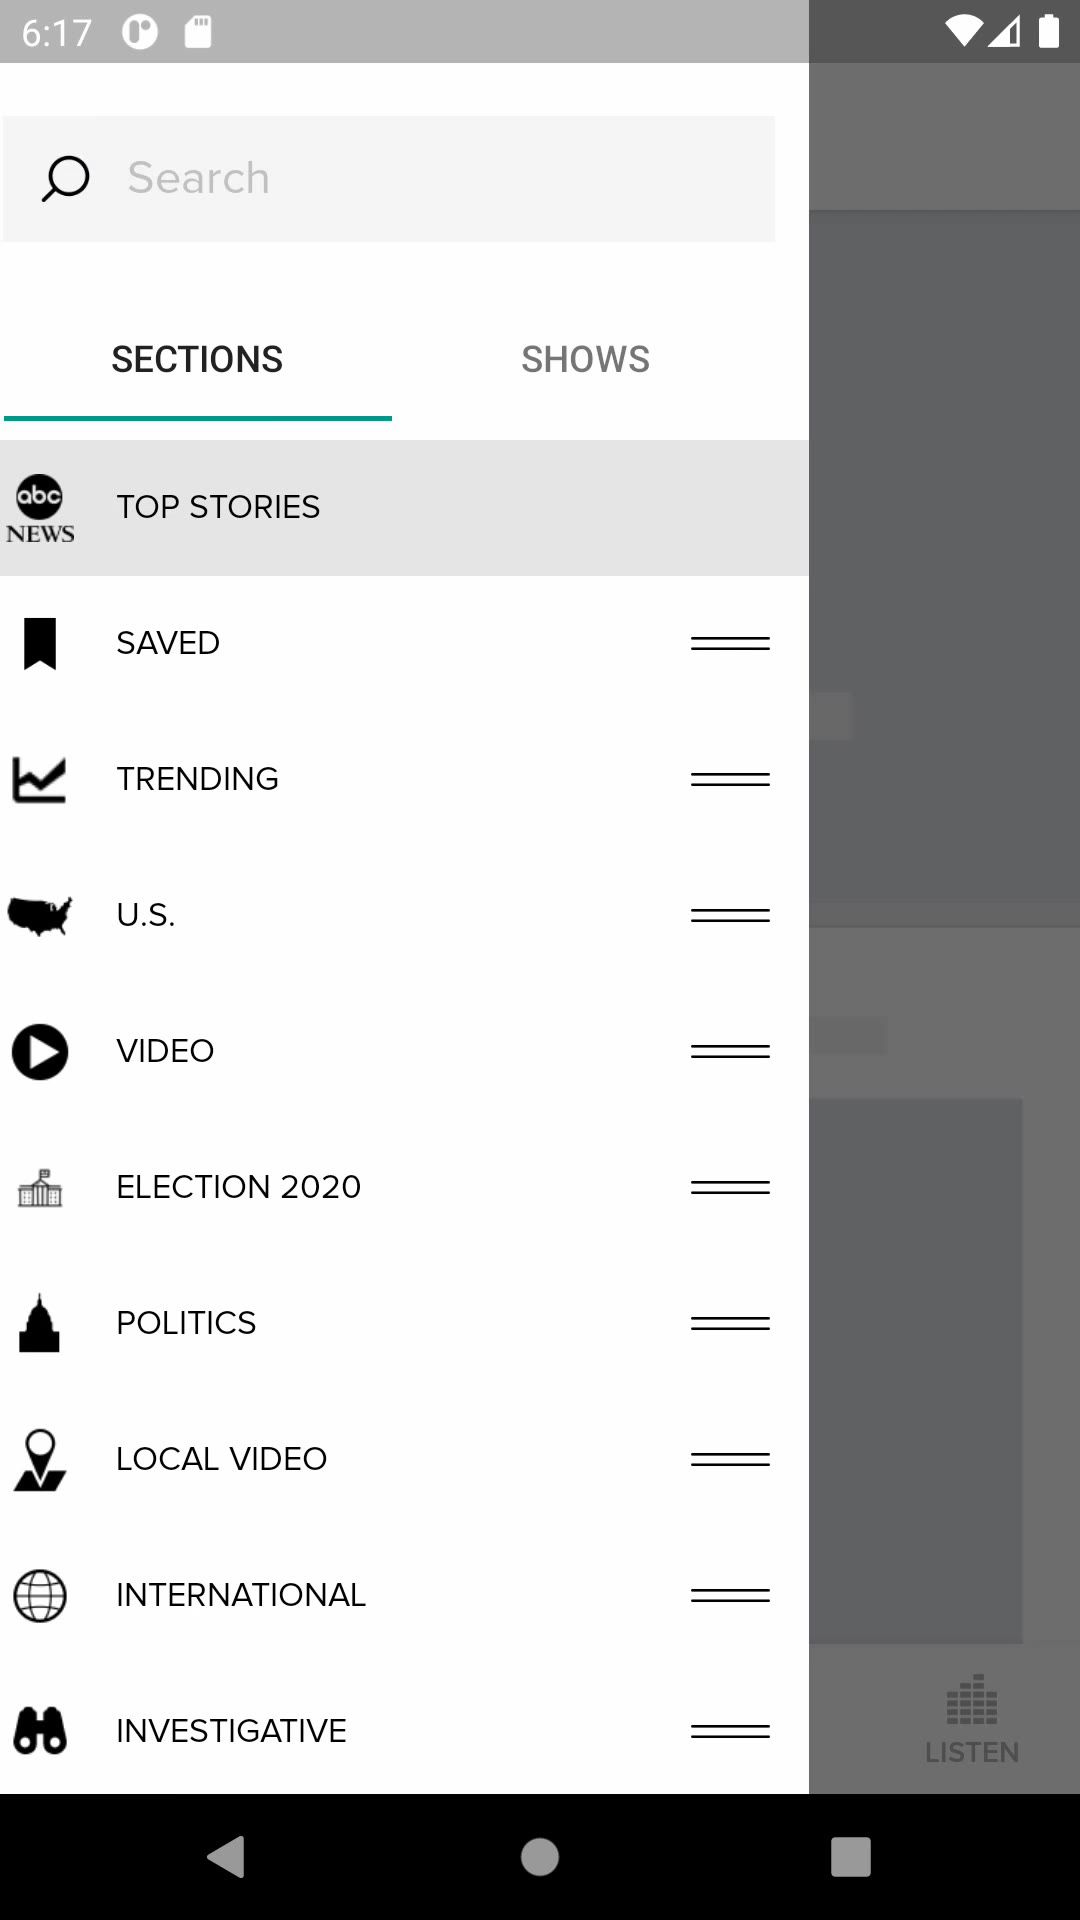 6:17
Search
SECTIONS
SHOWS
abc
NEWS
TOP STORIES
SAVED
TRENDING
U.S.
VIDEO
ELECTION 2020
POLITICS
LOCAL VIDEO
INTERNATIONAL
INVESTIGATIVE
LISTEN